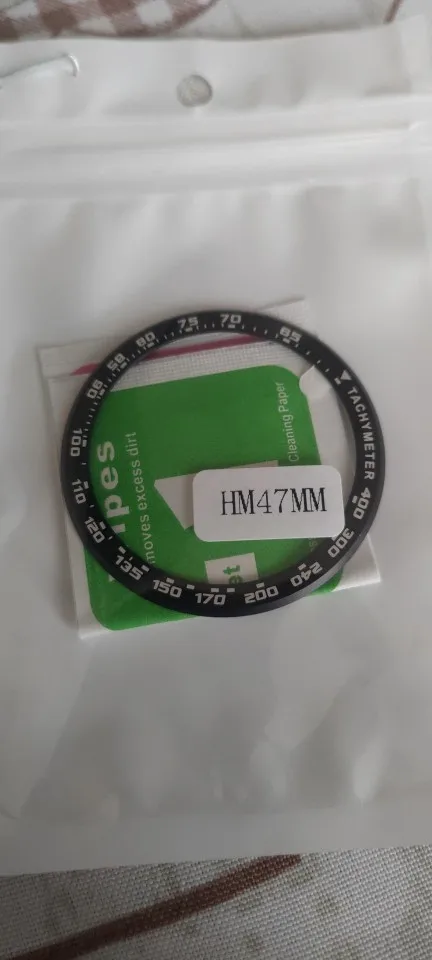 TACHYMETER 400 300 240 200 170 150 135 120 110 100 90 85 80 75 70 65
HM47MM
ipes
moves excess dirt
Cleaning Paper
et